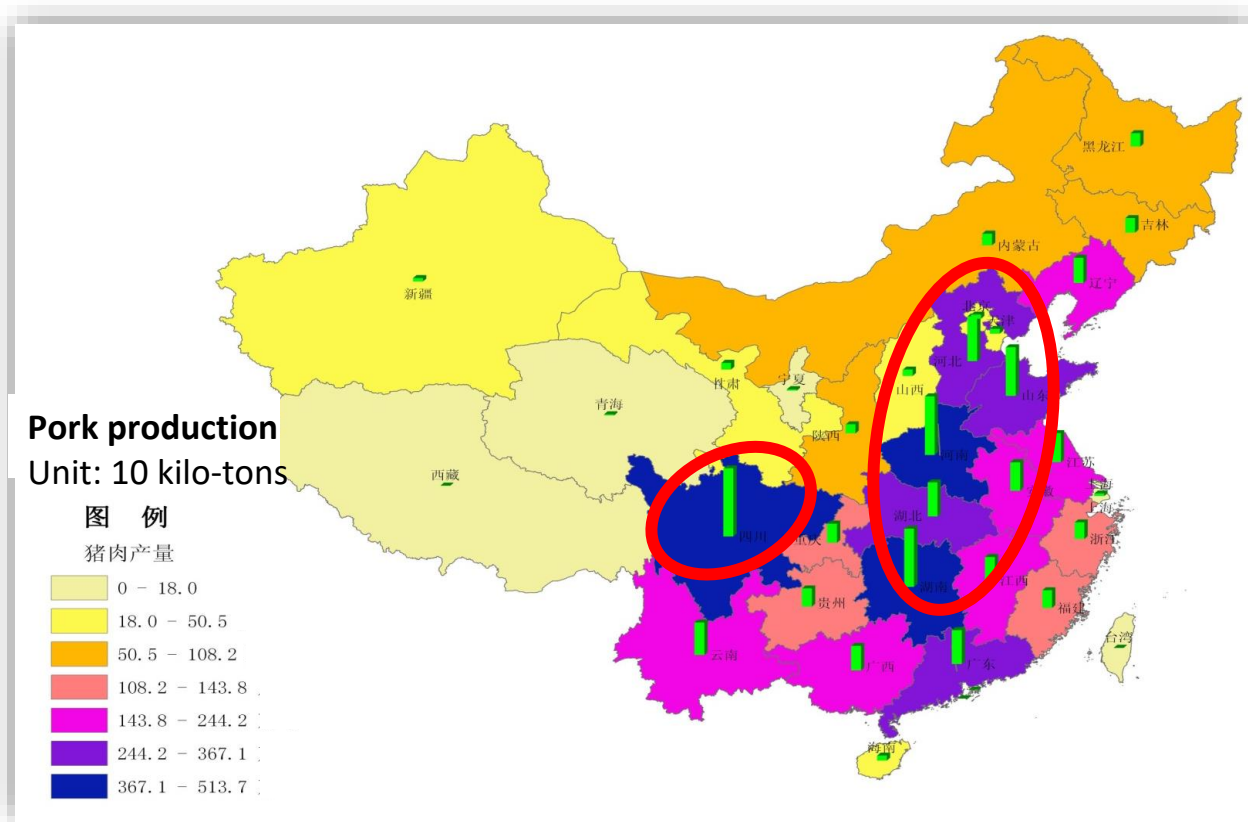 黑龙江
吉林
内蒙古
辽宁
新疆
北京
天津
河北
甘肃
宁夏
山西
山东
青海
陕西
Pork production
Unit: 10 kilo-tons
西藏
河南
江苏
安徽
上海
上海
湖北
四川
重庆
浙江
湖南
江西
贵州
福建
台湾
云南
广西
广东
海南
图 例
猪肉产量
0 - 18.0
18.0 - 50.5
50.5 - 108.2
108.2 - 143.8
143.8 - 244.2
244.2 - 367.1
367.1 - 513.7